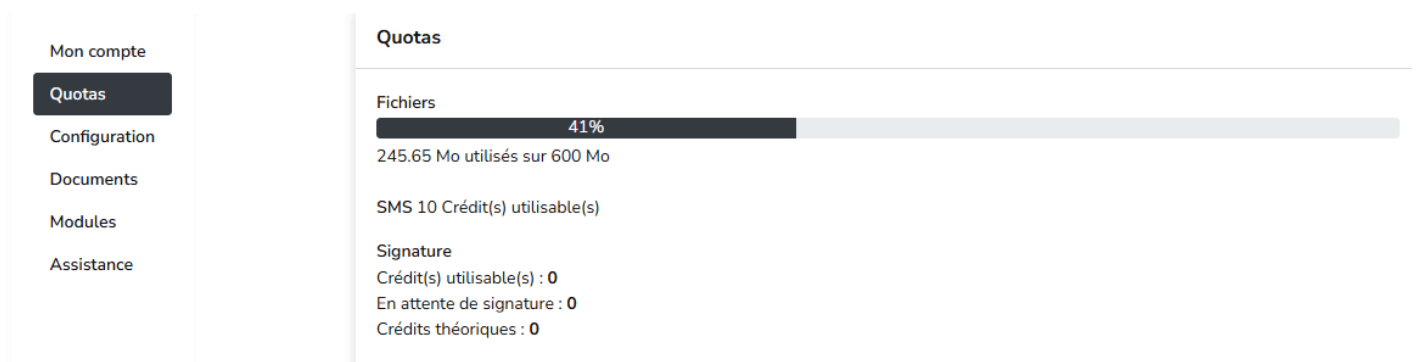 Mon compte
Quotas
Configuration
Documents
Modules
Assistance
Quotas
Fichiers
41%
245.65 Mo utilisés sur 600 Mo
SMS 10 Crédit(s) utilisable(s)
Signature
Crédit(s) utilisable(s) : 0
En attente de signature : 0
Crédits théoriques : 0